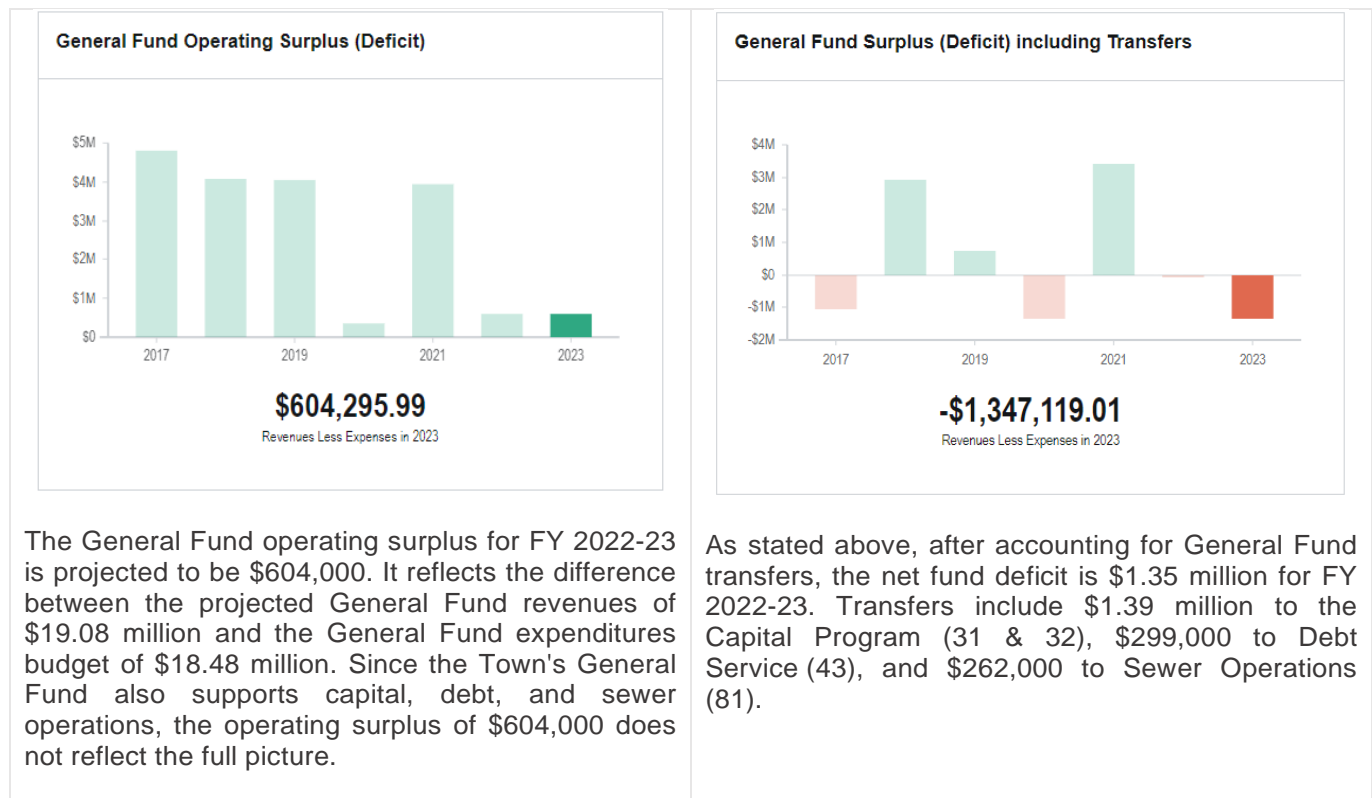 General Fund Operating Surplus (Deficit)
$5M
$4M
$3M
$2M
$1M
$0
2017
2019
2021
2023
$604,295.99
Revenues Less Expenses in 2023
The General Fund operating surplus for FY 2022-23
is projected to be $604,000. It reflects the difference
between the projected General Fund revenues of
$19.08 million and the General Fund expenditures
budget of $18.48 million. Since the Town's General
Fund also supports capital, debt, and sewer
operations, the operating surplus of $604,000 does
not reflect the full picture.
General Fund Surplus (Deficit) including Transfers
$4M
$3M
$2M
$1M
$0
-$1M
-$2M
2017
2019
2021
2023
-$1,347,119.01
Revenues Less Expenses in 2023
As stated above, after accounting for General Fund
transfers, the net fund deficit is $1.35 million for FY
2022-23. Transfers include $1.39 million to the
Capital Program (31 & 32), $299,000 to Debt
Service (43), and $262,000 to Sewer Operations
(81).